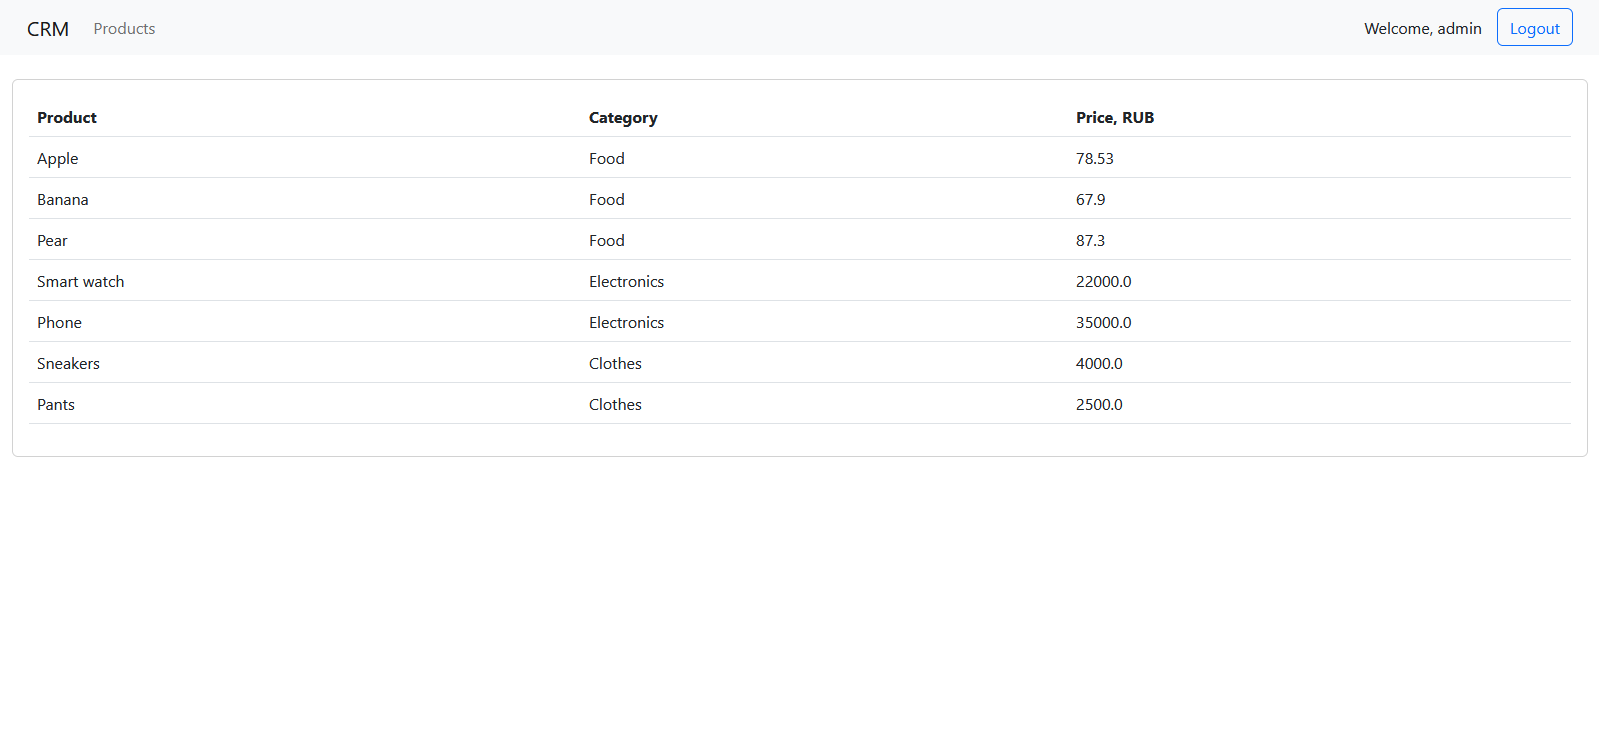 CRM Products Welcome, admin Logout
Product Category Price, RUB
Apple Food 78.53
Banana Food 67.9
Pear Food 87.3
Smart watch Electronics 22000.0
Phone Electronics 35000.0
Sneakers Clothes 4000.0
Pants Clothes 2500.0